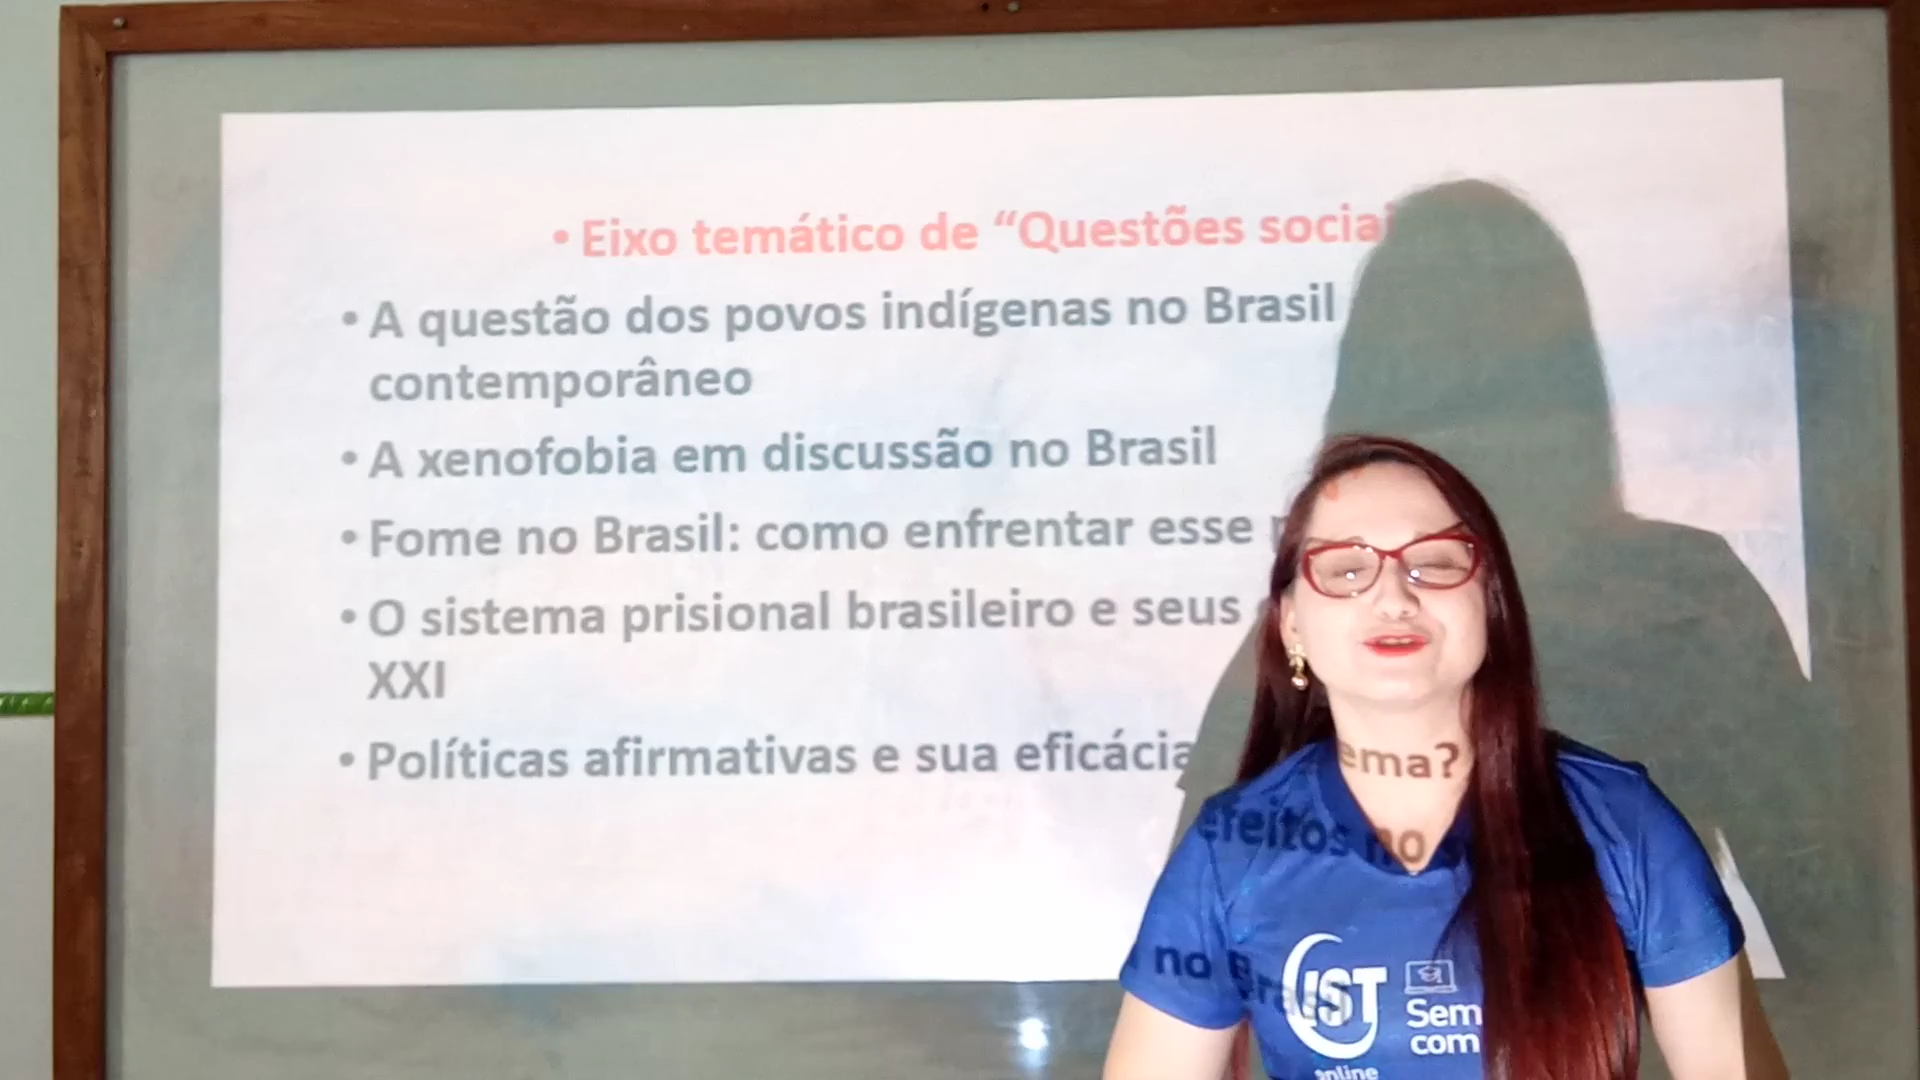 • Eixo temático de “Questões sociai
• A questão dos povos indígenas no Brasil
contemporâneo
• A xenofobia em discussão no Brasil
• Fome no Brasil: como enfrentar esse
ema?
• O sistema prisional brasileiro e seus
efeitos no
XXI
• Políticas afirmativas e sua eficácia
no Brasil
IST
online
Sem
com